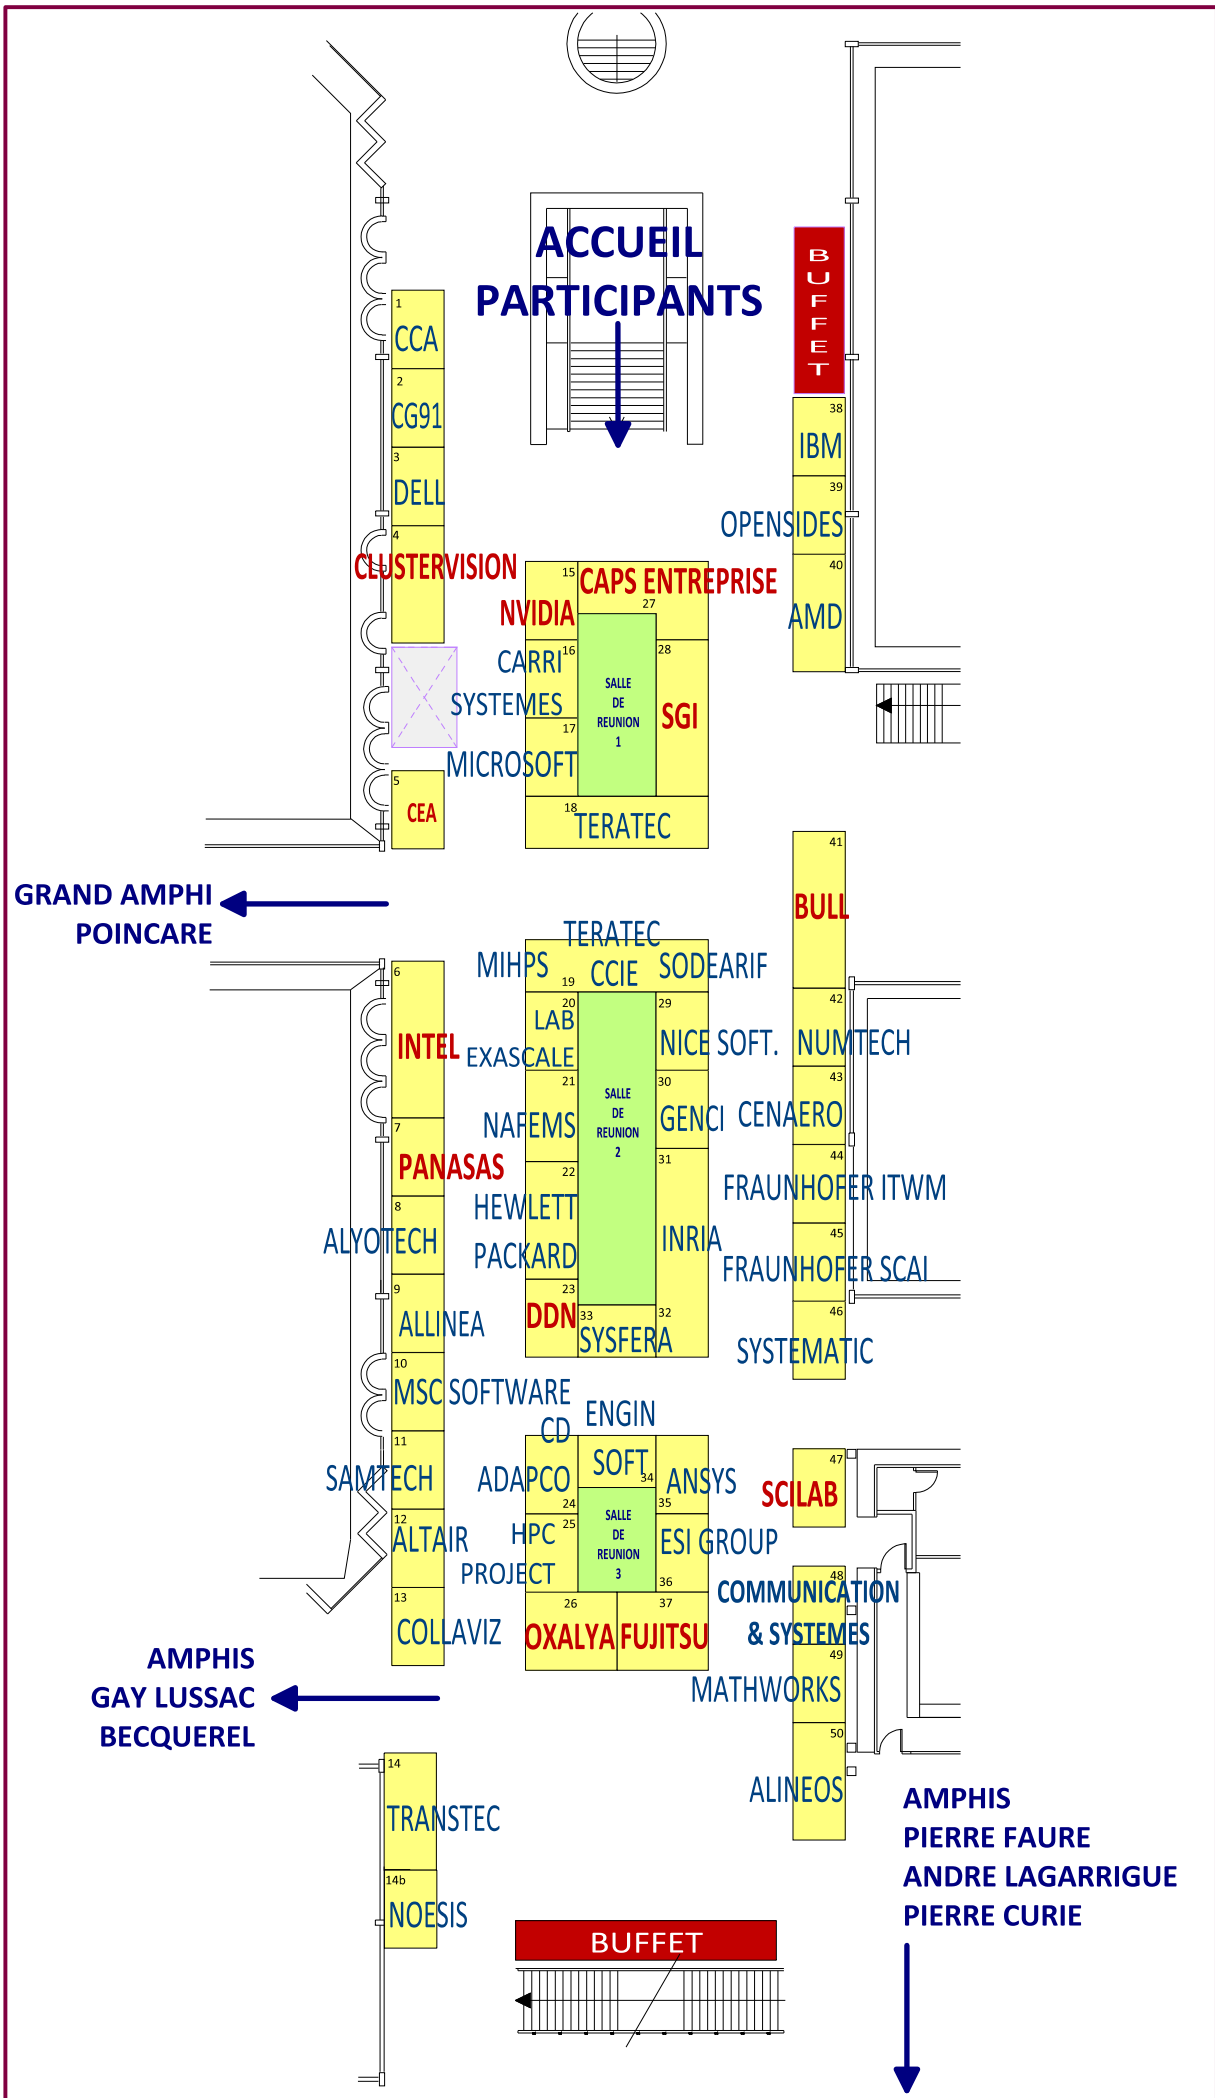 ACCUEIL
PARTICIPANTS
BUFFET
1
CCA
2
CG91
3
DELL
4
CLUSTERVISION
5
CEA
38
IBM
39
OPENSIDES
40
AMD
15
NVIDIA
CAPS ENTREPRISE
27
16
CARRI
SYSTEMES
17
MICROSOFT
SALLE
DE
REUNION
1
28
SGI
18
TERATEC
41
BULL
GRAND AMPHI
POINCARE
6
INTEL
7
PANASAS
8
ALYOTECH
9
ALLINEA
10
MSC SOFTWARE
11
SAMTECH
12
ALTAIR
13
COLLAVIZ
TERATEC
MIHPS
CCIE
SODEARIF
19
20
LAB
EXASCALE
21
NAFEMS
22
HEWLETT
PACKARD
23
DDN
SALLE
DE
REUNION
2
29
NICE SOFT.
30
GENCI
31
INRIA
32
33
SYSFERA
42
NUMTECH
43
CENAERO
44
FRAUNHOFER ITWM
45
FRAUNHOFER SCAI
46
SYSTEMATIC
ENGIN
SOFT
34
CD
ADAPCO
24
25
HPC
PROJECT
SALLE
DE
REUNION
3
ANSYS
35
ESI GROUP
36
26
OXALYA
37
FUJITSU
47
SCILAB
48
COMMUNICATION
& SYSTEMES
49
MATHWORKS
50
ALINEOS
AMPHIS
GAY LUSSAC
BECQUEREL
14
TRANSTEC
14b
NOESIS
BUFFET
AMPHIS
PIERRE FAURE
ANDRE LAGARRIGUE
PIERRE CURIE